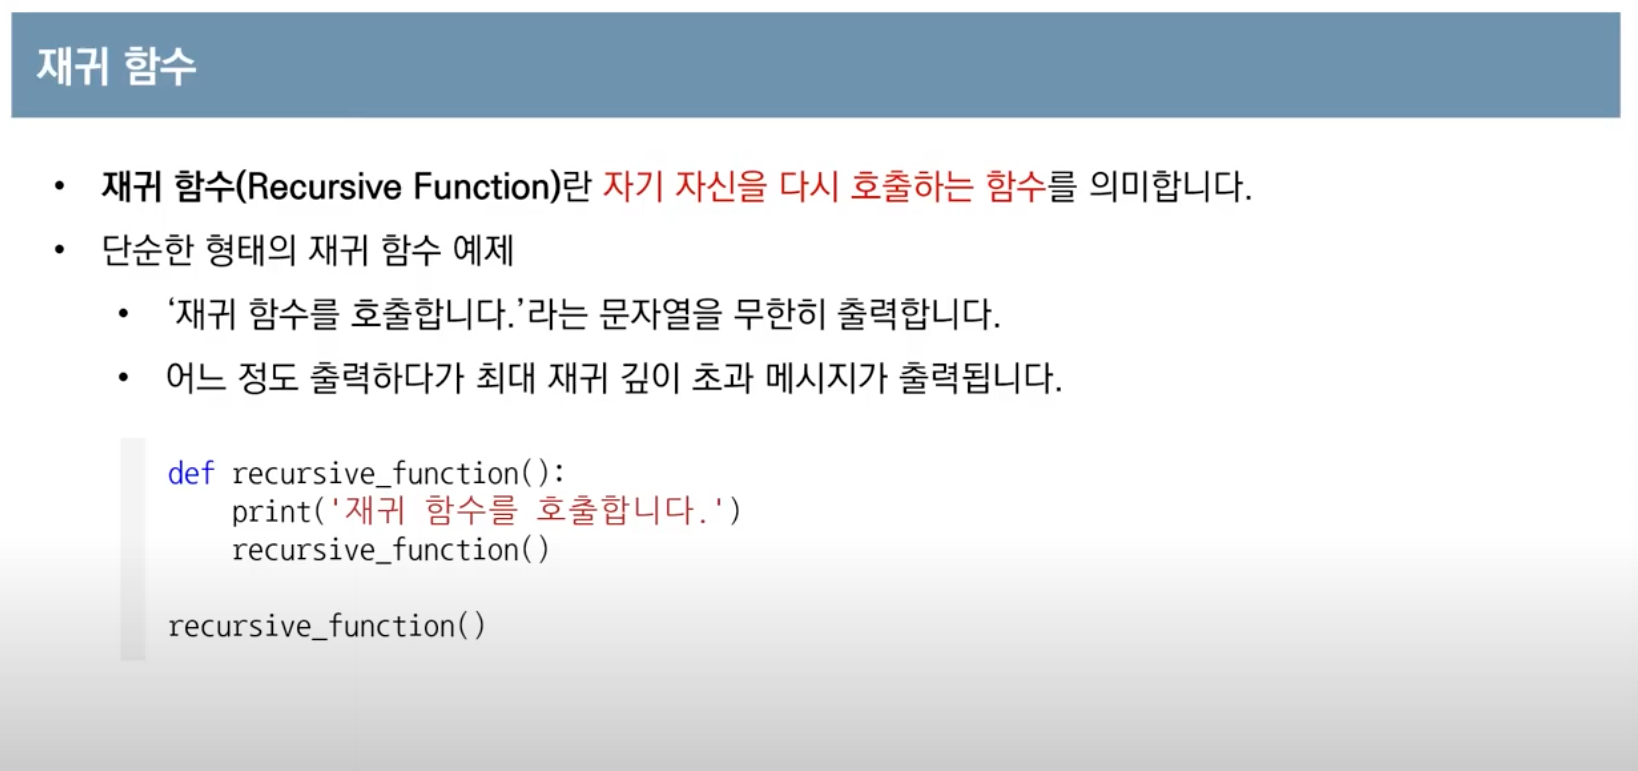 재귀 함수
• 재귀 함수(Recursive Function)란 자기 자신을 다시 호출하는 함수를 의미합니다.
• 단순한 형태의 재귀 함수 예제
• ‘재귀 함수를 호출합니다.’라는 문자열을 무한히 출력합니다.
• 어느 정도 출력하다가 최대 재귀 깊이 초과 메시지가 출력됩니다.
def recursive_function():
    print('재귀 함수를 호출합니다.')
    recursive_function()
recursive_function()